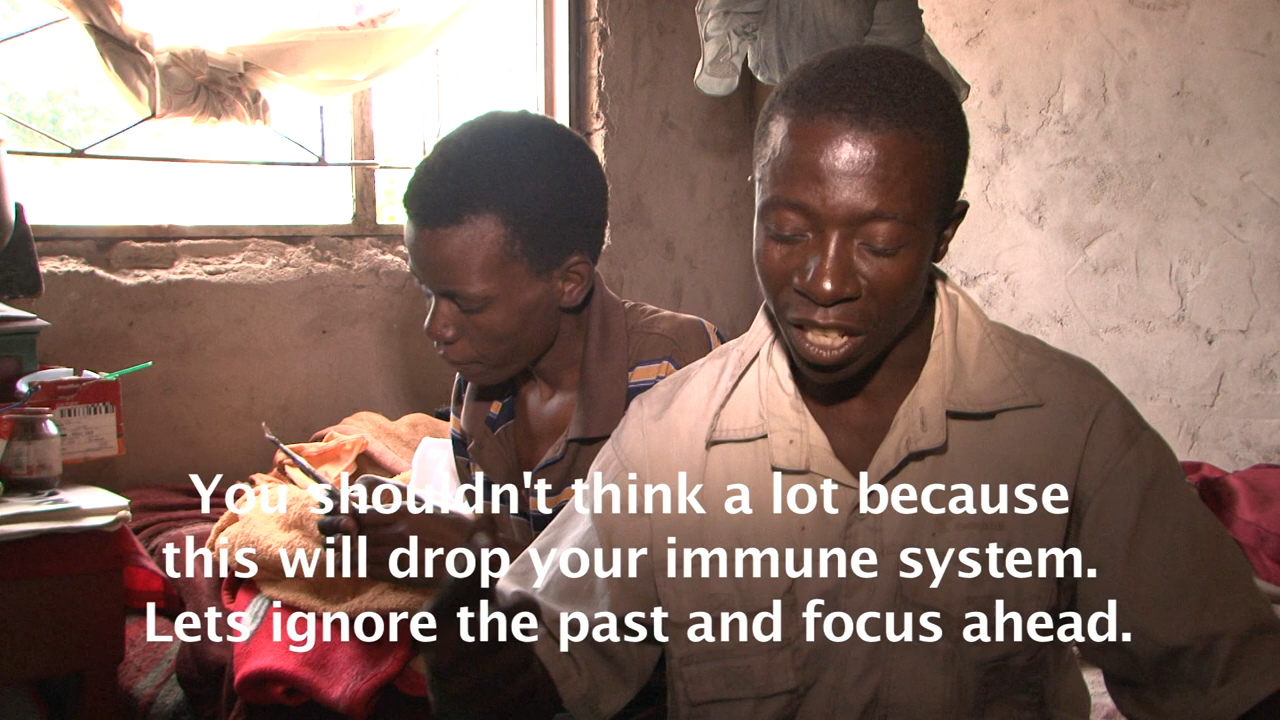 You shouldn't think a lot because
this will drop your immune system.
Lets ignore the past and focus ahead.